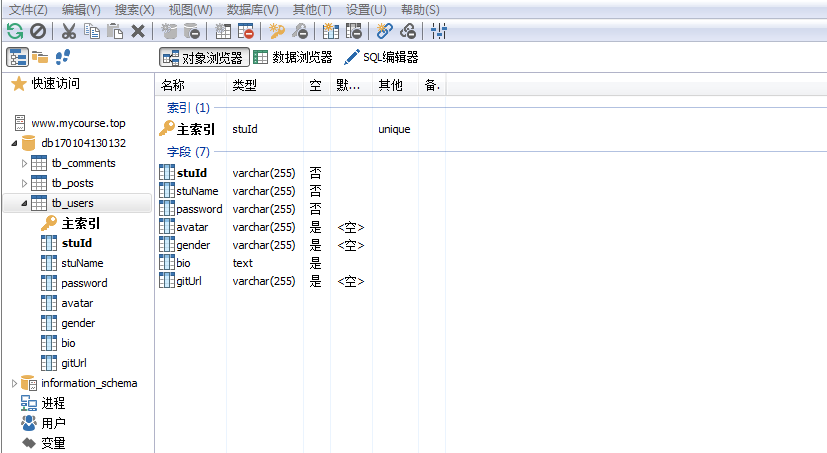 文件(Z) 编辑(Y) 搜索(X) 视图(W) 数据库(V) 其他(T) 设置(U) 帮助(S)
对象浏览器 数据浏览器 SQL编辑器
快速访问
www.mycourse.top
db170104130132
tb_comments
tb_posts
tb_users
主索引
stuId
stuName
password
avatar
gender
bio
gitUrl
information_schema
进程
用户
变量
名称 类型 空 默... 其他 备.
索引 (1)
主索引 stuId unique
字段 (7)
stuId varchar(255) 否
stuName varchar(255) 否
password varchar(255) 否
avatar varchar(255) 是 <空>
gender varchar(255) 是 <空>
bio text 是
gitUrl varchar(255) 是 <空>